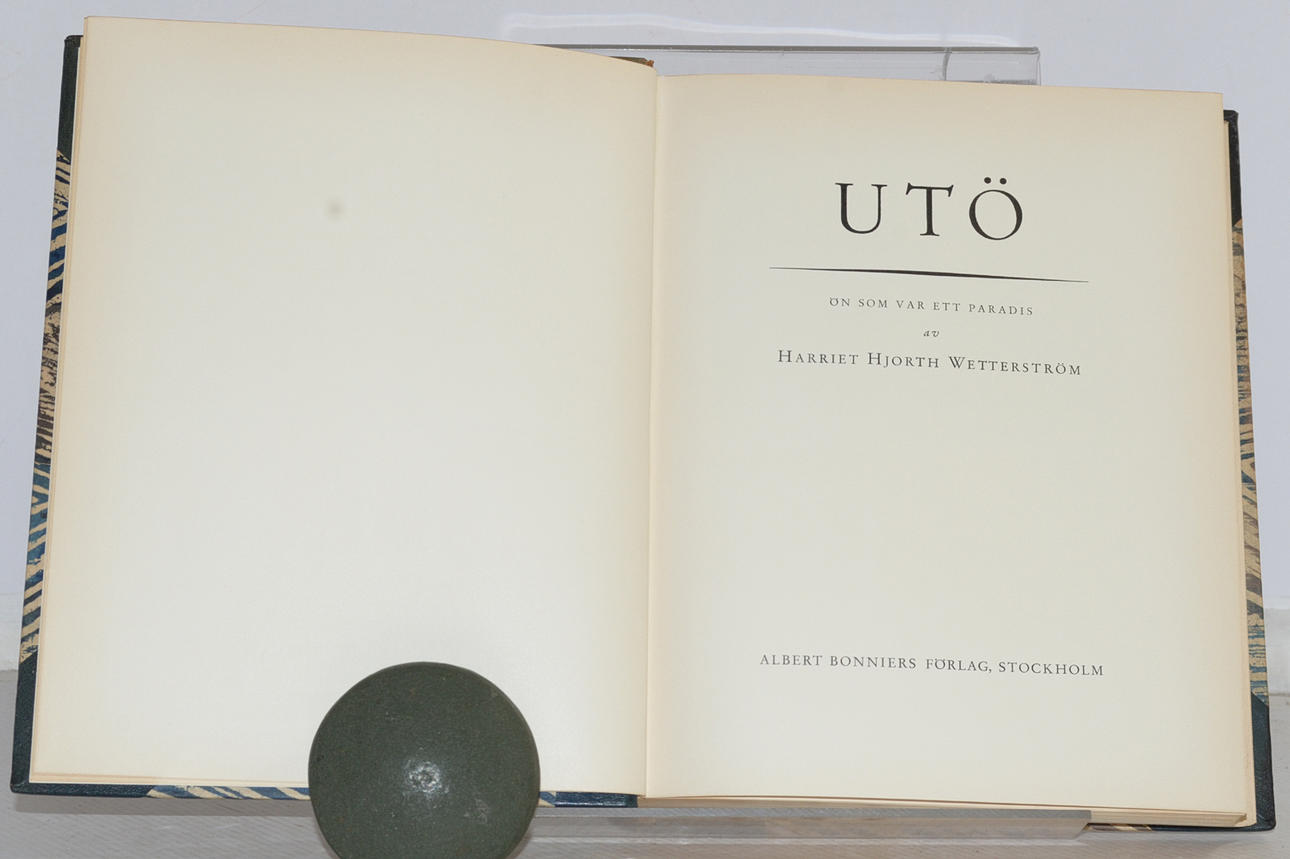 UTÖ
ÖN SOM VAR ETT PARADIS
av
HARRIET HJORTH WETTERSTRÖM
ALBERT BONNIERS FÖRLAG, STOCKHOLM